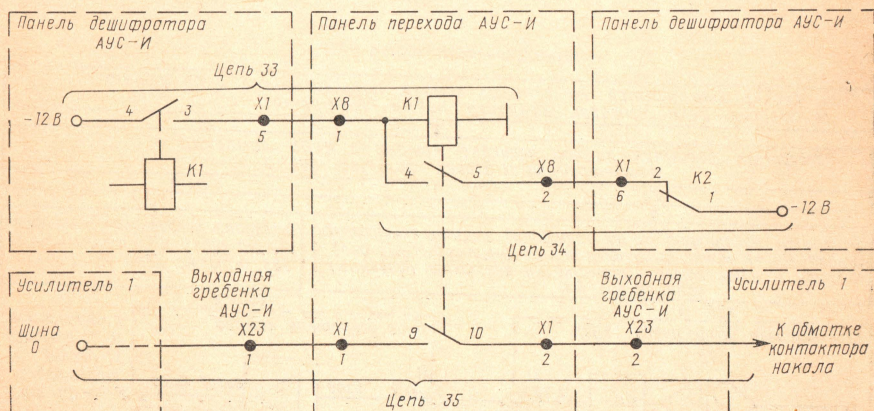 Панель дешифратора
АУС-И
Панель перехода АУС-И
Панель дешифратора АУС-И
Цепь 33
-12 В
4
3
X1
5
X8
1
K1
K1
4
5
X8
2
X1
6
2
K2
1
-12 В
Цепь 34
Усилитель 1
Выходная
гребенка
АУС-И
Выходная
гребенка
АУС-И
Усилитель 1
Шина
0
X23
1
X1
1
9
10
X1
2
X23
2
К обмотке
контактора
накала
Цепь 35